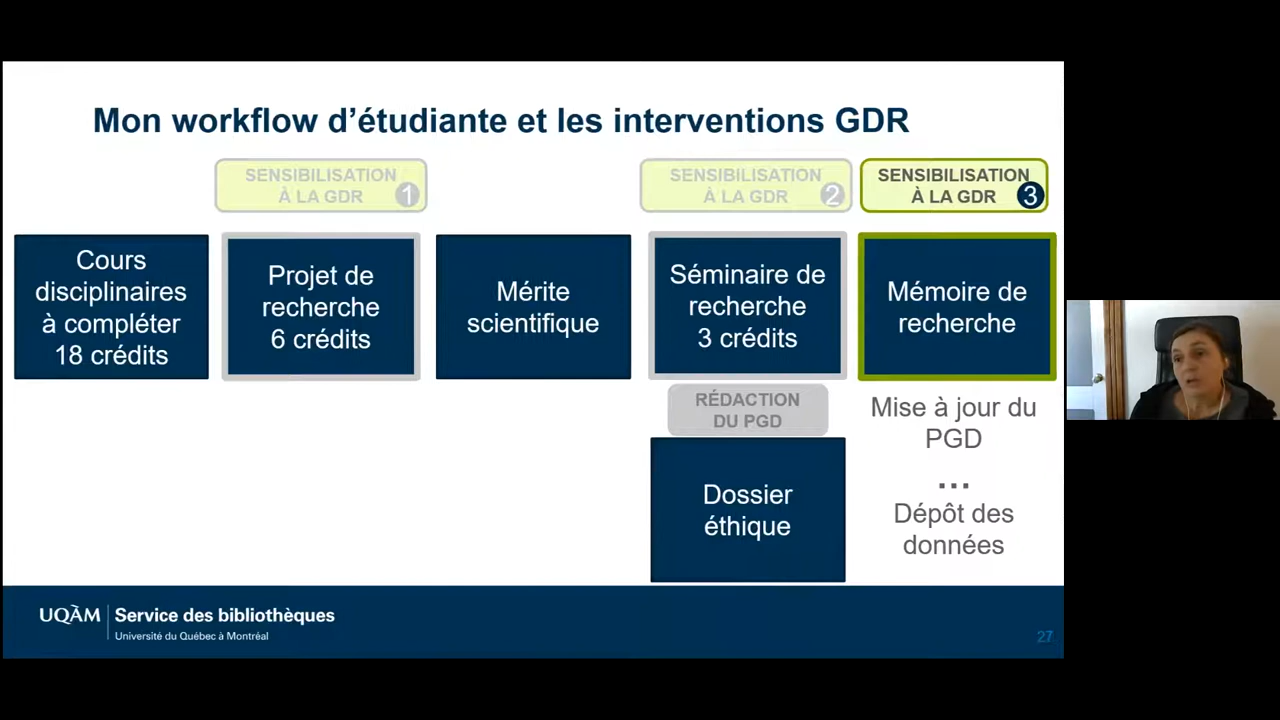 Mon workflow d’étudiante et les interventions GDR
SENSIBILISATION
À LA GDR 1
SENSIBILISATION
À LA GDR 2
SENSIBILISATION
À LA GDR 3
Cours
disciplinaires
à compléter
18 crédits
Projet de
recherche
6 crédits
Mérite
scientifique
Séminaire de
recherche
3 crédits
Mémoire de
recherche
RÉDACTION
DU PGD
Dossier
éthique
Mise à jour du
PGD
...
Dépôt des
données
UQÀM Service des bibliothèques
Université du Québec à Montréal
27